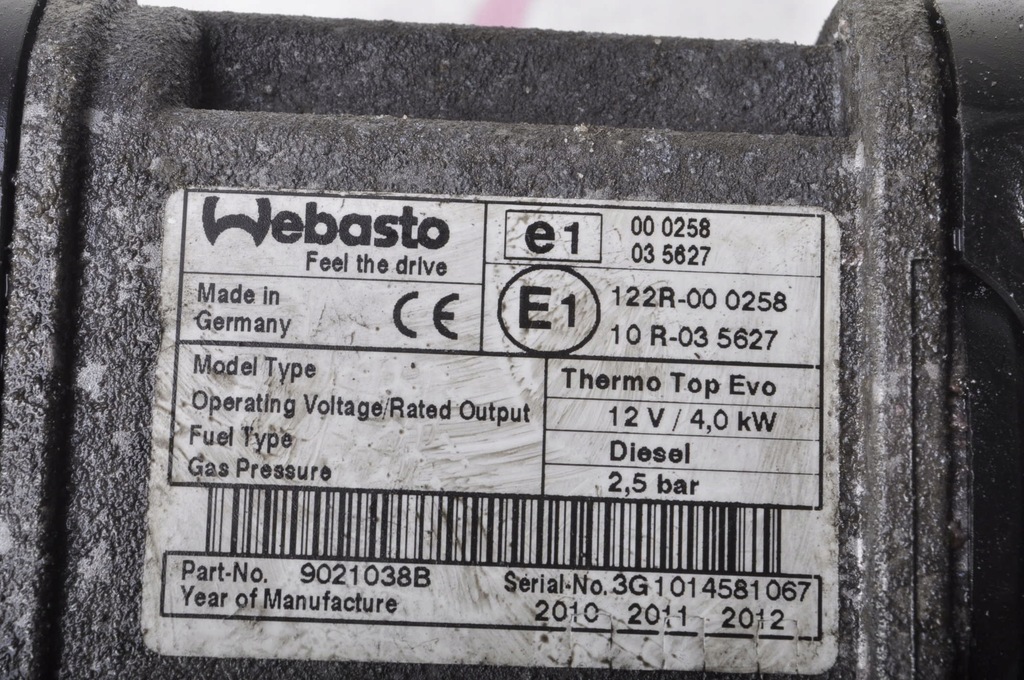 Webasto
Feel the drive
e1
00 0258
03 5627
Made in
Germany
CE
E1
122R-00 0258
10 R-03 5627
Model Type
Thermo Top Evo
Operating Voltage/Rated Output
12 V / 4,0 kW
Fuel Type
Diesel
Gas Pressure
2,5 bar
Part-No. 9021038B
Serial-No. 3G1014581067
Year of Manufacture
2010 2011 2012